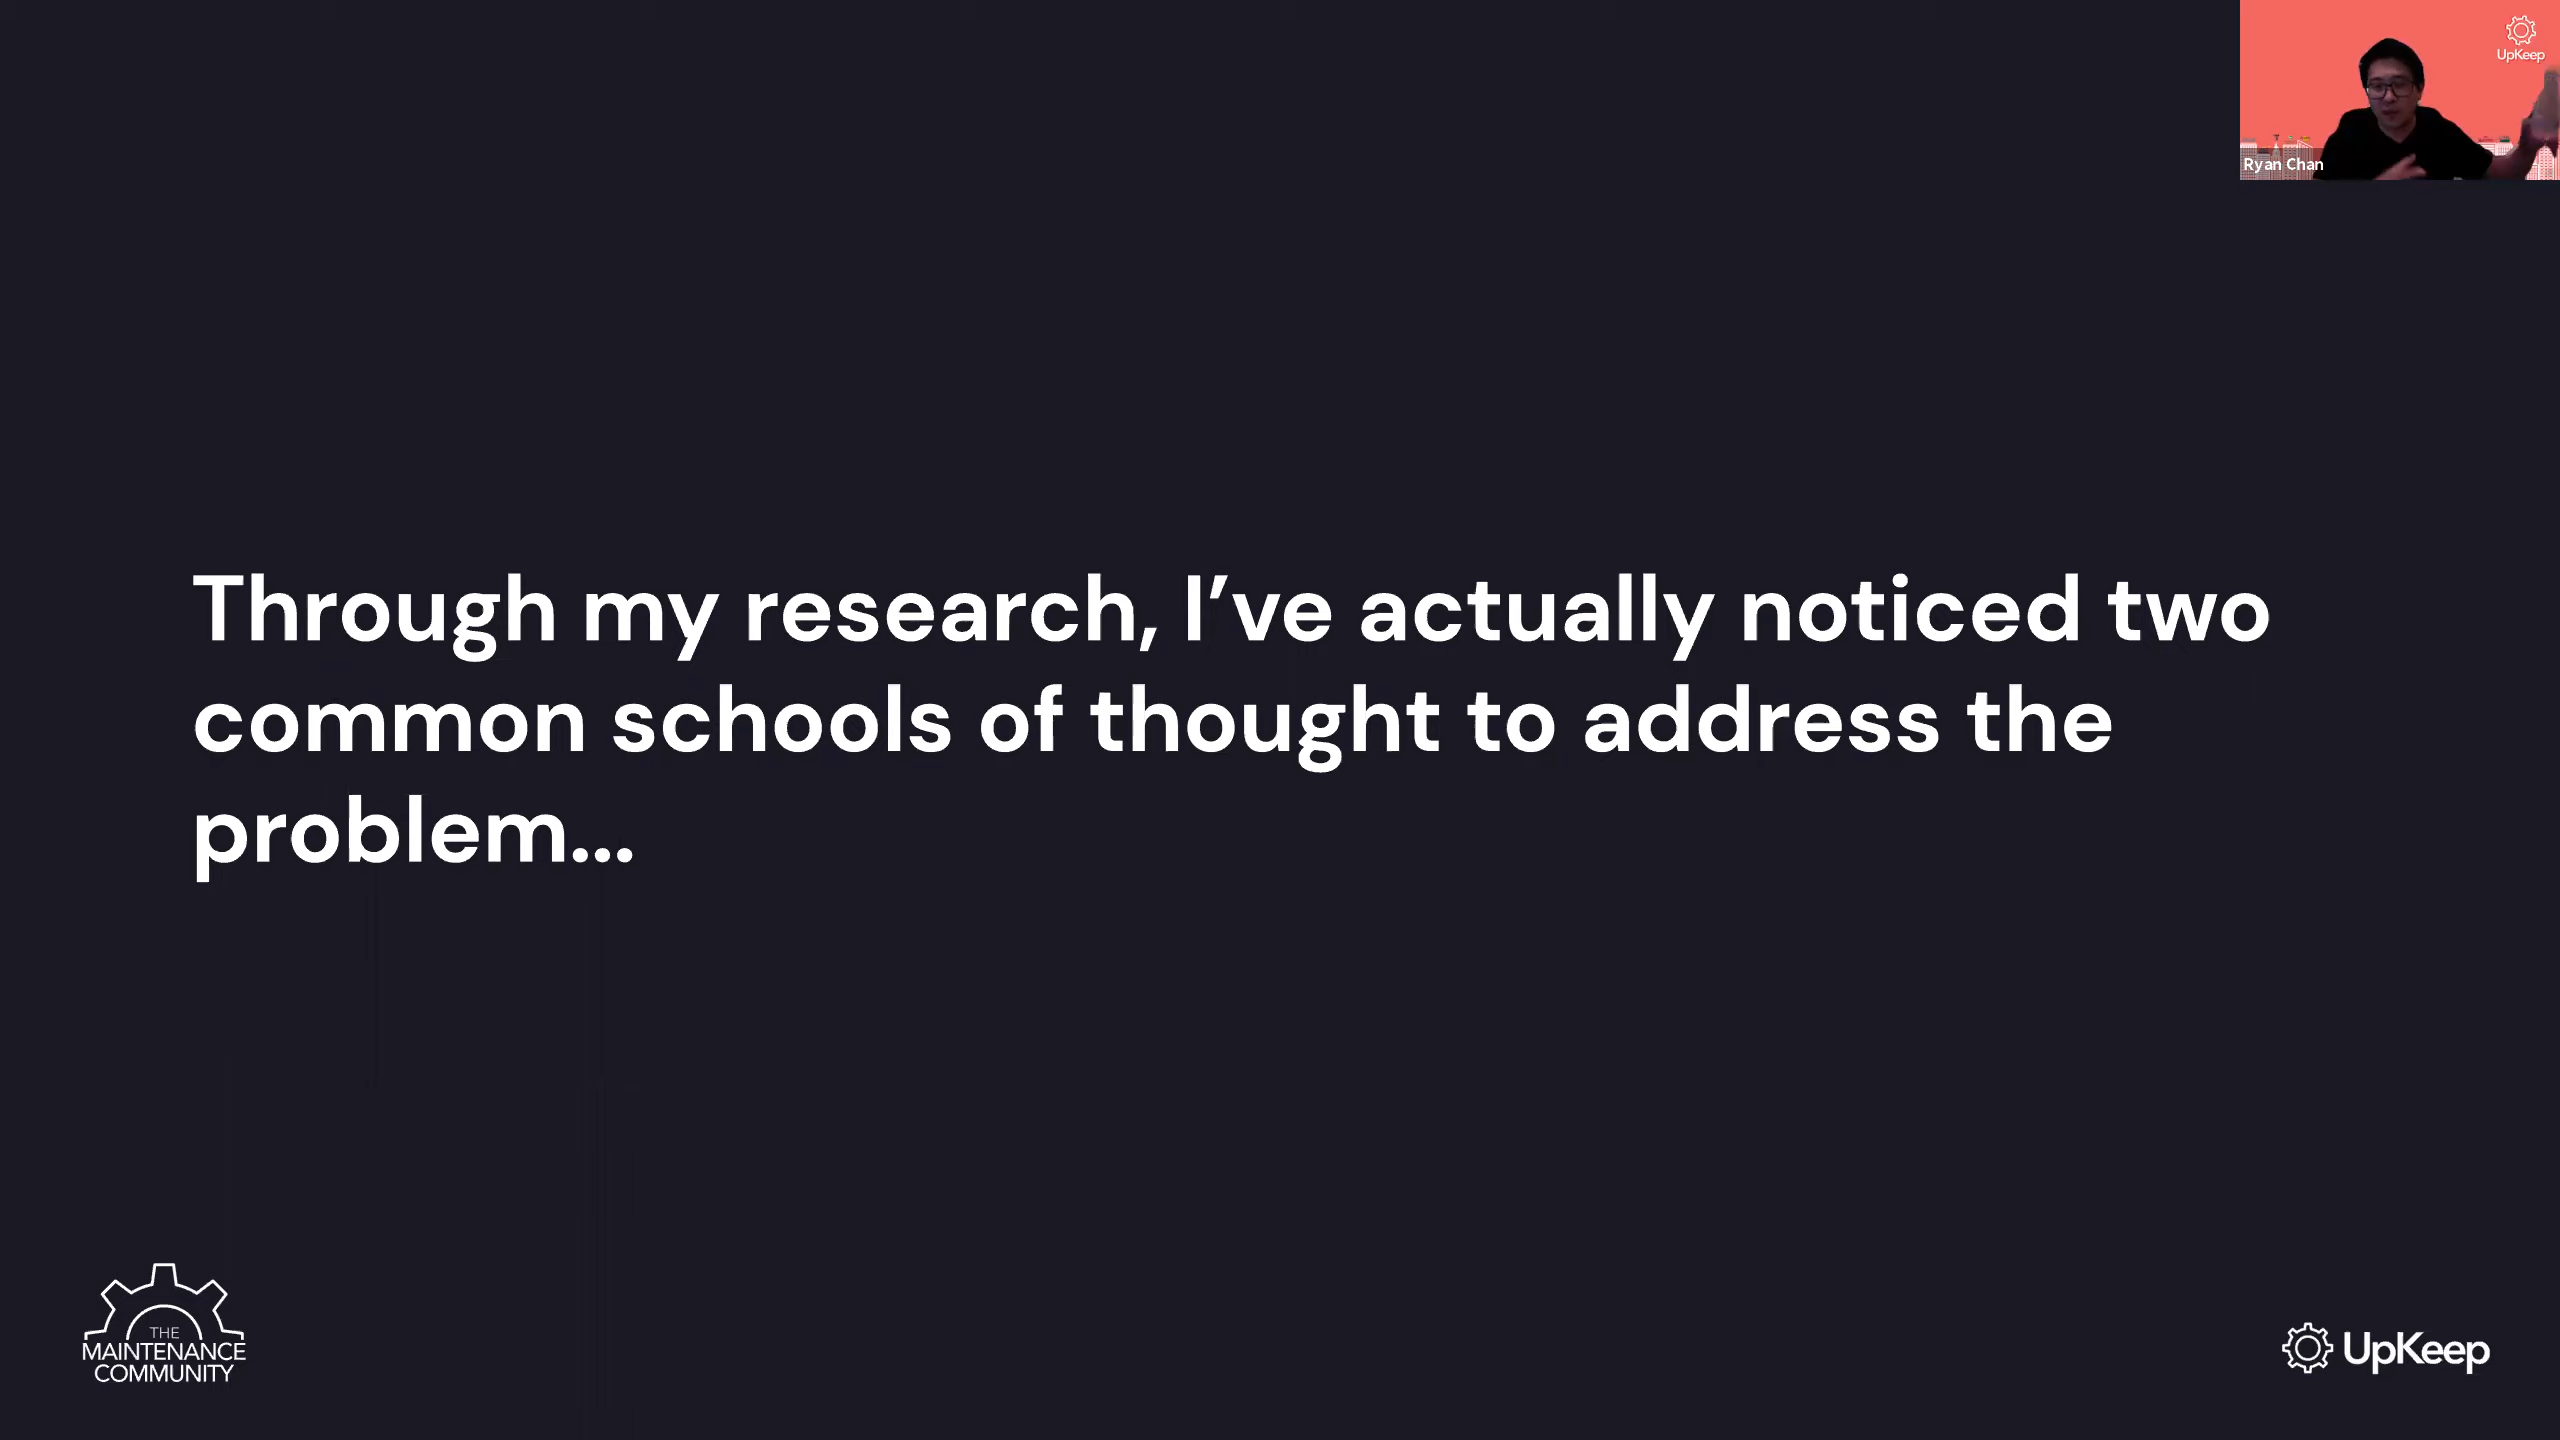 UpKeep
Ryan Chan
Through my research, I’ve actually noticed two
common schools of thought to address the
problem...
THE
MAINTENANCE
COMMUNITY
UpKeep